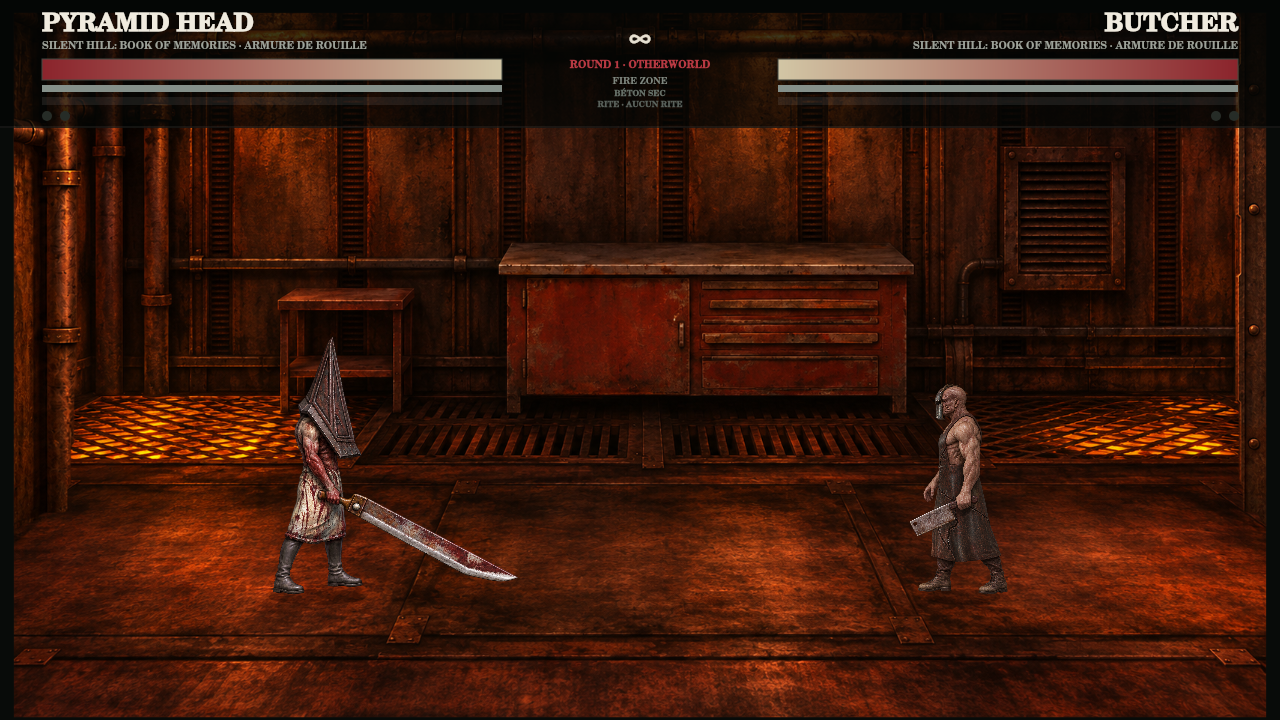 PYRAMID HEAD
SILENT HILL: BOOK OF MEMORIES · ARMURE DE ROUILLE
∞
ROUND 1 · OTHERWORLD
FIRE ZONE
BÉTON SEC
RITE · AUCUN RITE
BUTCHER
SILENT HILL: BOOK OF MEMORIES · ARMURE DE ROUILLE